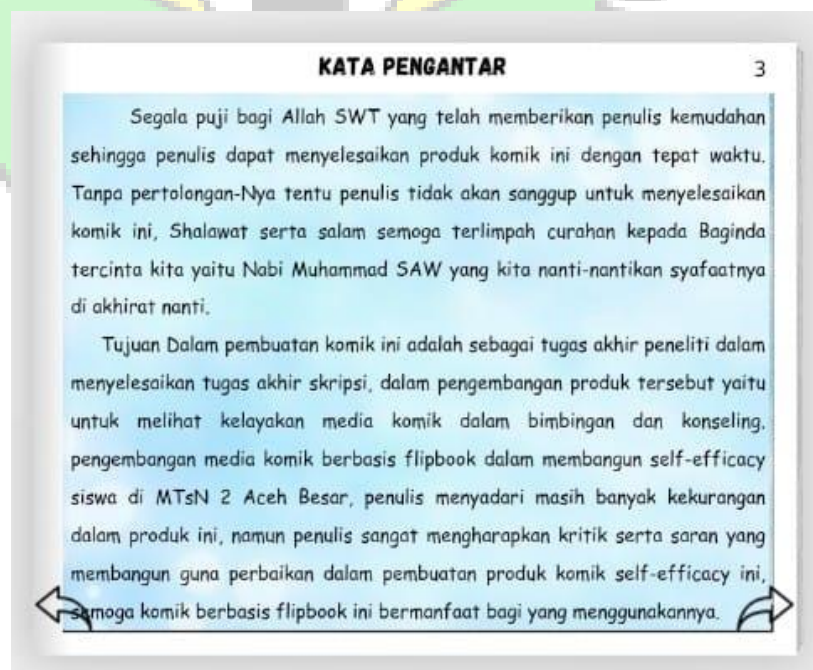 KATA PENGANTAR
3
Segala puji bagi Allah SWT yang telah memberikan penulis kemudahan
sehingga penulis dapat menyelesaikan produk komik ini dengan tepat waktu.
Tanpa pertolongan-Nya tentu penulis tidak akan sanggup untuk menyelesaikan
komik ini, Shalawat serta salam semoga terlimpah curahan kepada Baginda
tercinta kita yaitu Nabi Muhammad SAW yang kita nanti-nantikan syafaatnya
di akhirat nanti.
Tujuan Dalam pembuatan komik ini adalah sebagai tugas akhir peneliti dalam
menyelesaikan tugas akhir skripsi, dalam pengembangan produk tersebut yaitu
untuk melihat kelayakan media komik dalam bimbingan dan konseling.
pengembangan media komik berbasis flipbook dalam membangun self-efficacy
siswa di MTsN 2 Aceh Besar, penulis menyadari masih banyak kekurangan
dalam produk ini, namun penulis sangat mengharapkan kritik serta saran yang
membangun guna perbaikan dalam pembuatan produk komik self-efficacy ini,
semoga komik berbasis flipbook ini bermanfaat bagi yang menggunakannya.